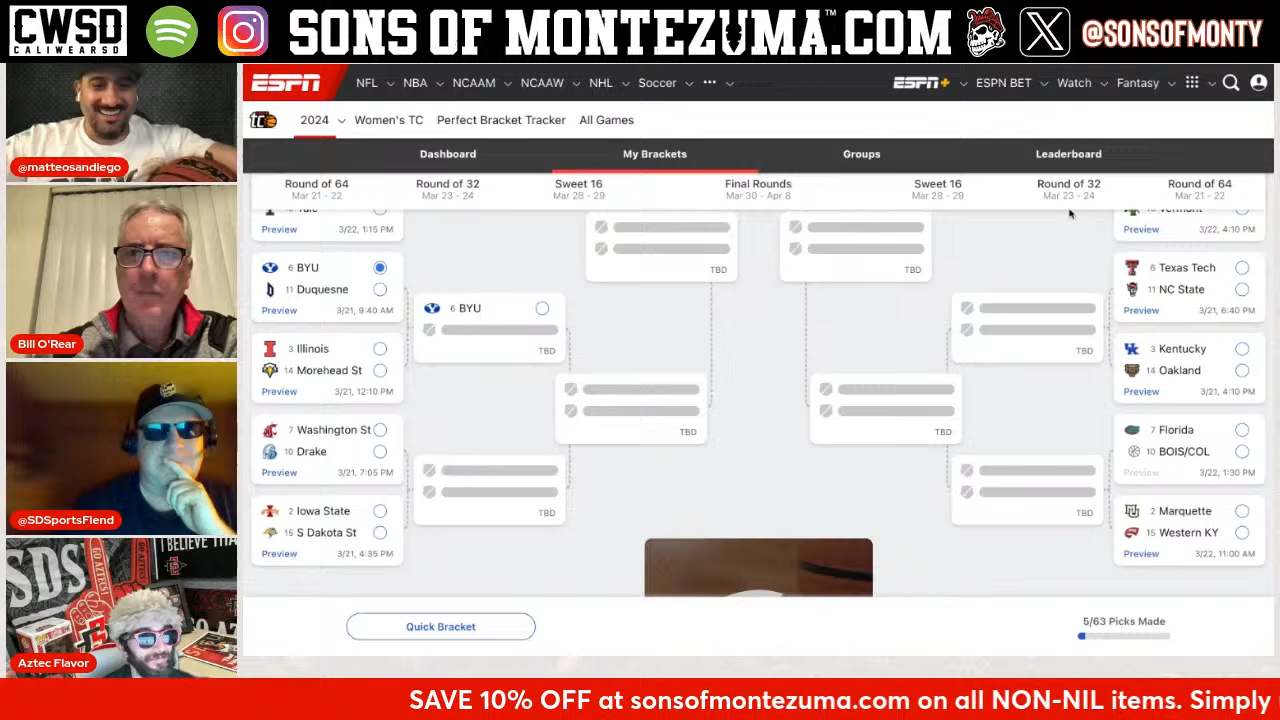 CWSD
CALIWEARSD
SONS OF MONTEZUMA.COM™
@SONSOFMONTY
@matteosandiego
Bill O'Rear
@SDSportsFiend
SDS
GO AZTECS!
I BELIEVE THA
Aztec Flavor
ESPN
NFL
NBA
NCAAM
NCAAW
NHL
Soccer
•••
ESPN+
ESPN BET
Watch
Fantasy
tc
2024
Women's TC
Perfect Bracket Tracker
All Games
Dashboard
My Brackets
Groups
Leaderboard
Round of 64
Mar 21 - 22
Round of 32
Mar 23 - 24
Sweet 16
Mar 28 - 29
Final Rounds
Mar 30 - Apr 8
Sweet 16
Mar 28 - 29
Round of 32
Mar 23 - 24
Round of 64
Mar 21 - 22
Preview 3/22, 1:15 PM
6 BYU
11 Duquesne
Preview 3/21, 9:40 AM
3 Illinois
14 Morehead St
Preview 3/21, 12:10 PM
7 Washington St
10 Drake
Preview 3/21, 7:05 PM
2 Iowa State
15 S Dakota St
Preview 3/21, 4:35 PM
6 BYU
TBD
TBD
TBD
TBD
TBD
TBD
TBD
TBD
Vermont
Preview 3/22, 4:10 PM
6 Texas Tech
11 NC State
Preview 3/21, 6:40 PM
3 Kentucky
14 Oakland
Preview 3/21, 4:10 PM
7 Florida
10 BOIS/COL
Preview 3/22, 1:30 PM
2 Marquette
15 Western KY
Preview 3/22, 11:00 AM
Quick Bracket
5/63 Picks Made
SAVE 10% OFF at sonsofmontezuma.com on all NON-NIL items. Simply